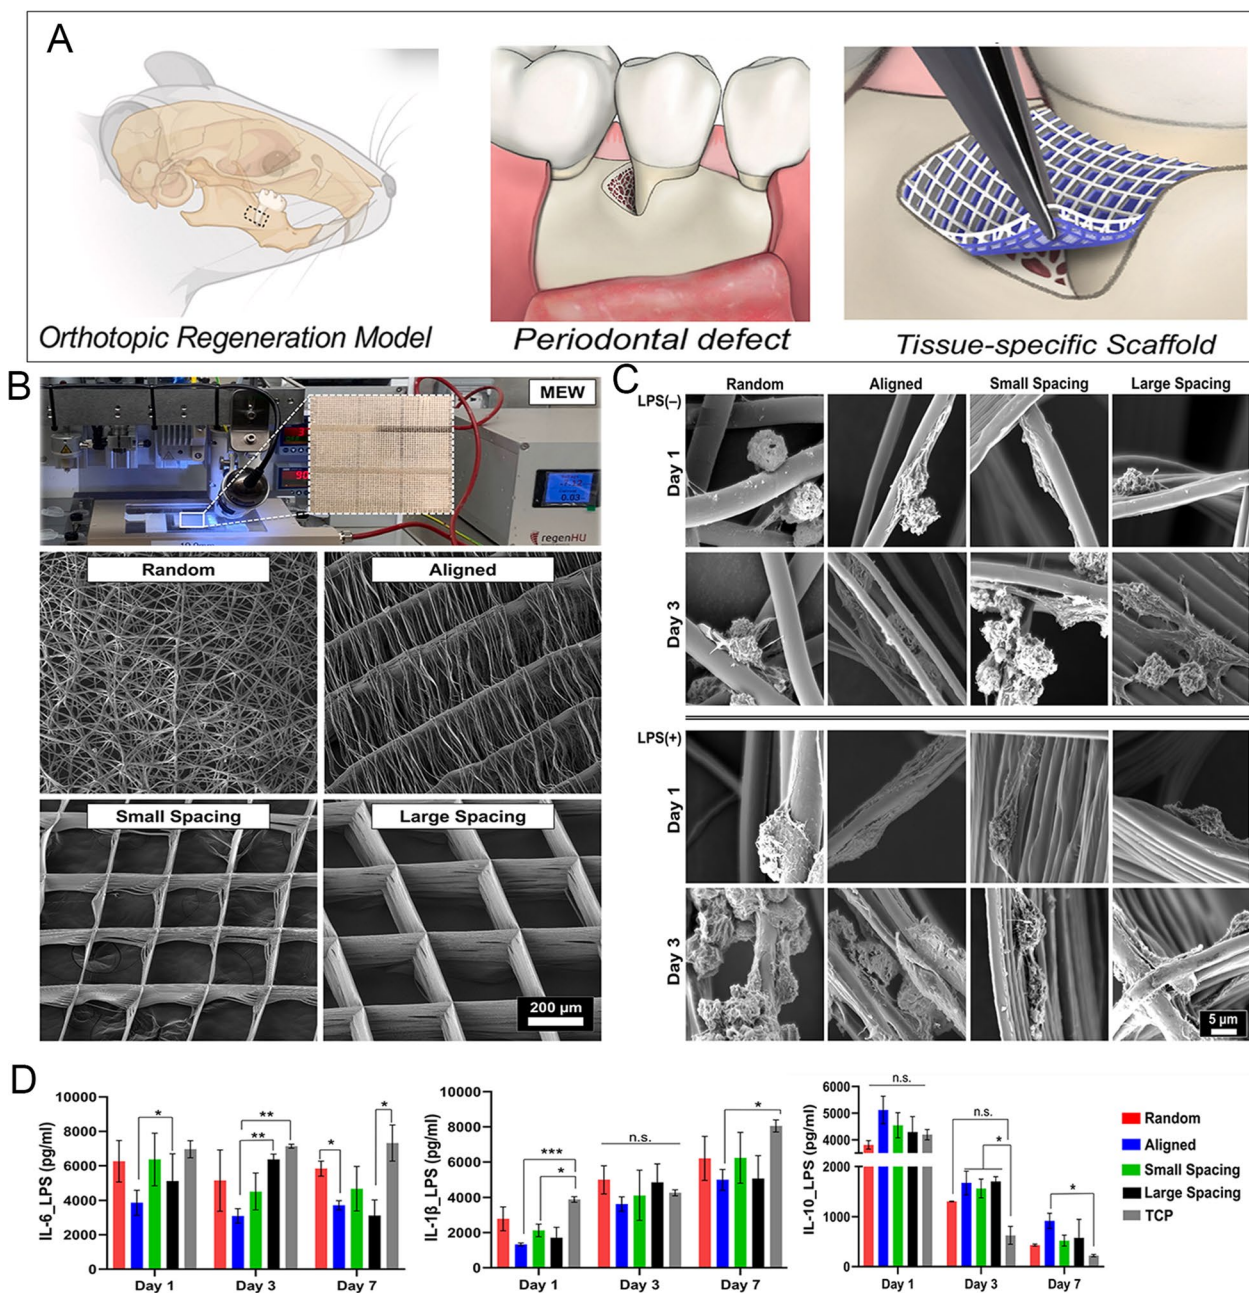 A
Orthotopic Regeneration Model
Periodontal defect
Tissue-specific Scaffold
B
MEW
regenHU
Random
Aligned
Small Spacing
Large Spacing
200 µm
C
Random
Aligned
Small Spacing
Large Spacing
LPS(–)
Day 1
Day 3
LPS(+)
Day 1
Day 3
5 µm
D
IL-6_LPS (pg/ml)
10000
8000
6000
4000
2000
0
*
**
**
*
*
Day 1
Day 3
Day 7
IL-1β_LPS (pg/ml)
10000
8000
6000
4000
2000
0
***
*
n.s.
*
Day 1
Day 3
Day 7
IL-10_LPS (pg/ml)
6000
5000
4000
2000
1000
0
n.s.
n.s.
*
*
Day 1
Day 3
Day 7
Random
Aligned
Small Spacing
Large Spacing
TCP